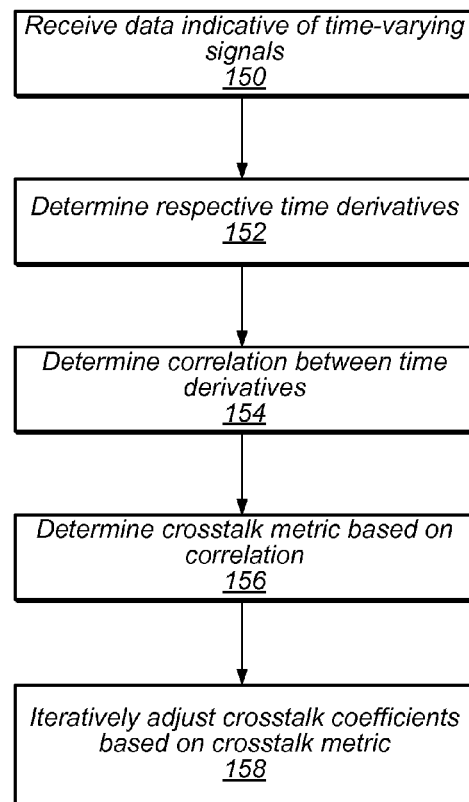 Receive data indicative of time-varying
signals
150
Determine respective time derivatives
152
Determine correlation between time
derivatives
154
Determine crosstalk metric based on
correlation
156
Iteratively adjust crosstalk coefficients
based on crosstalk metric
158